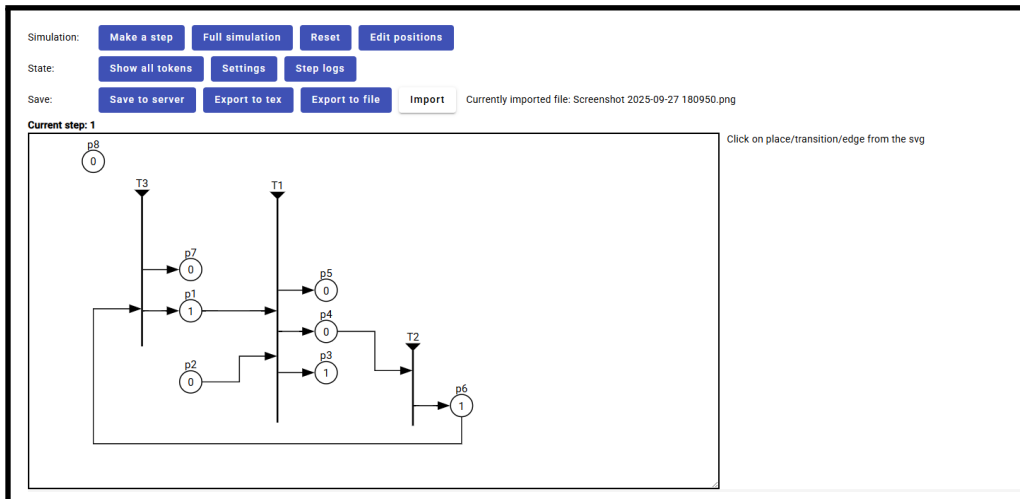 Simulation: Make a step Full simulation Reset Edit positions
State: Show all tokens Settings Step logs
Save: Save to server Export to tex Export to file Import Currently imported file: Screenshot 2025-09-27 180950.png
Current step: 1
Click on place/transition/edge from the svg
p8
0
T3
T1
p7
0
p5
0
p1
1
p4
0
T2
p3
1
p2
0
p6
1